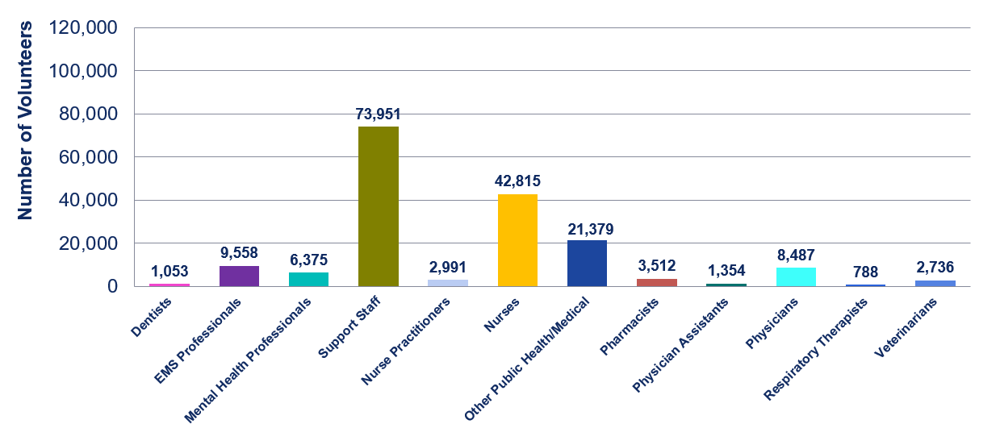 Number of Volunteers
120,000
100,000
80,000
60,000
40,000
20,000
0
1,053
9,558
6,375
73,951
2,991
42,815
21,379
3,512
1,354
8,487
788
2,736
Dentists
EMS Professionals
Mental Health Professionals
Support Staff
Nurse Practitioners
Nurses
Other Public Health/Medical
Pharmacists
Physician Assistants
Physicians
Respiratory Therapists
Veterinarians